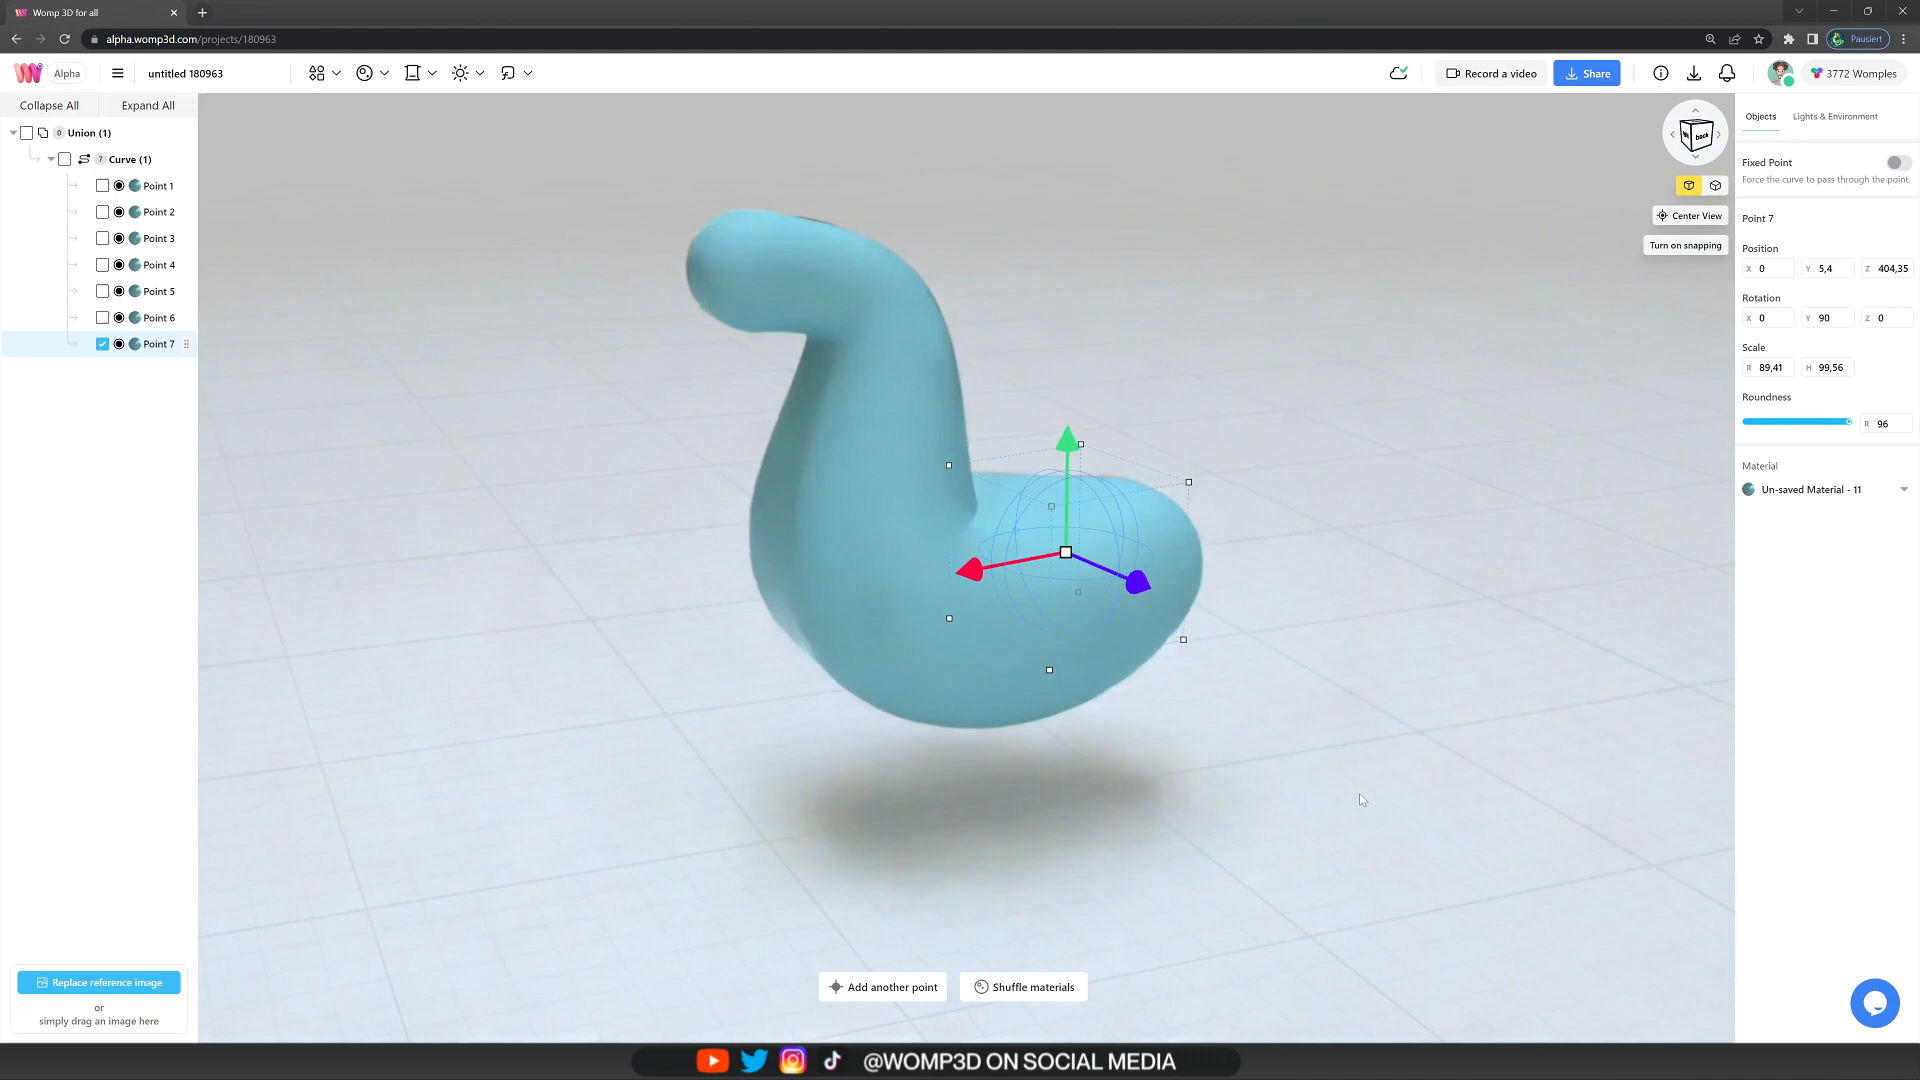 Womp 3D for all
alpha.womp3d.com/projects/180963
Pausiert
Alpha
untitled 180963
Record a video
Share
3772 Womples
Collapse All
Expand All
0 Union (1)
7 Curve (1)
Point 1
Point 2
Point 3
Point 4
Point 5
Point 6
Point 7
back
Center View
Turn on snapping
Objects
Lights & Environment
Fixed Point
Force the curve to pass through the point.
Point 7
Position
X 0 Y 5,4 Z 404,35
Rotation
X 0 Y 90 Z 0
Scale
R 89,41 H 99,56
Roundness
R 96
Material
Un-saved Material - 11
Replace reference image
or
simply drag an image here
Add another point
Shuffle materials
@WOMP3D ON SOCIAL MEDIA